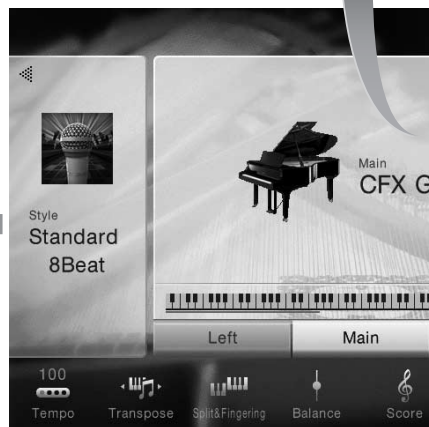 Style
Standard
8Beat
Main
CFX G
Left
Main
100
Tempo
Transpose
Split&Fingering
Balance
Score